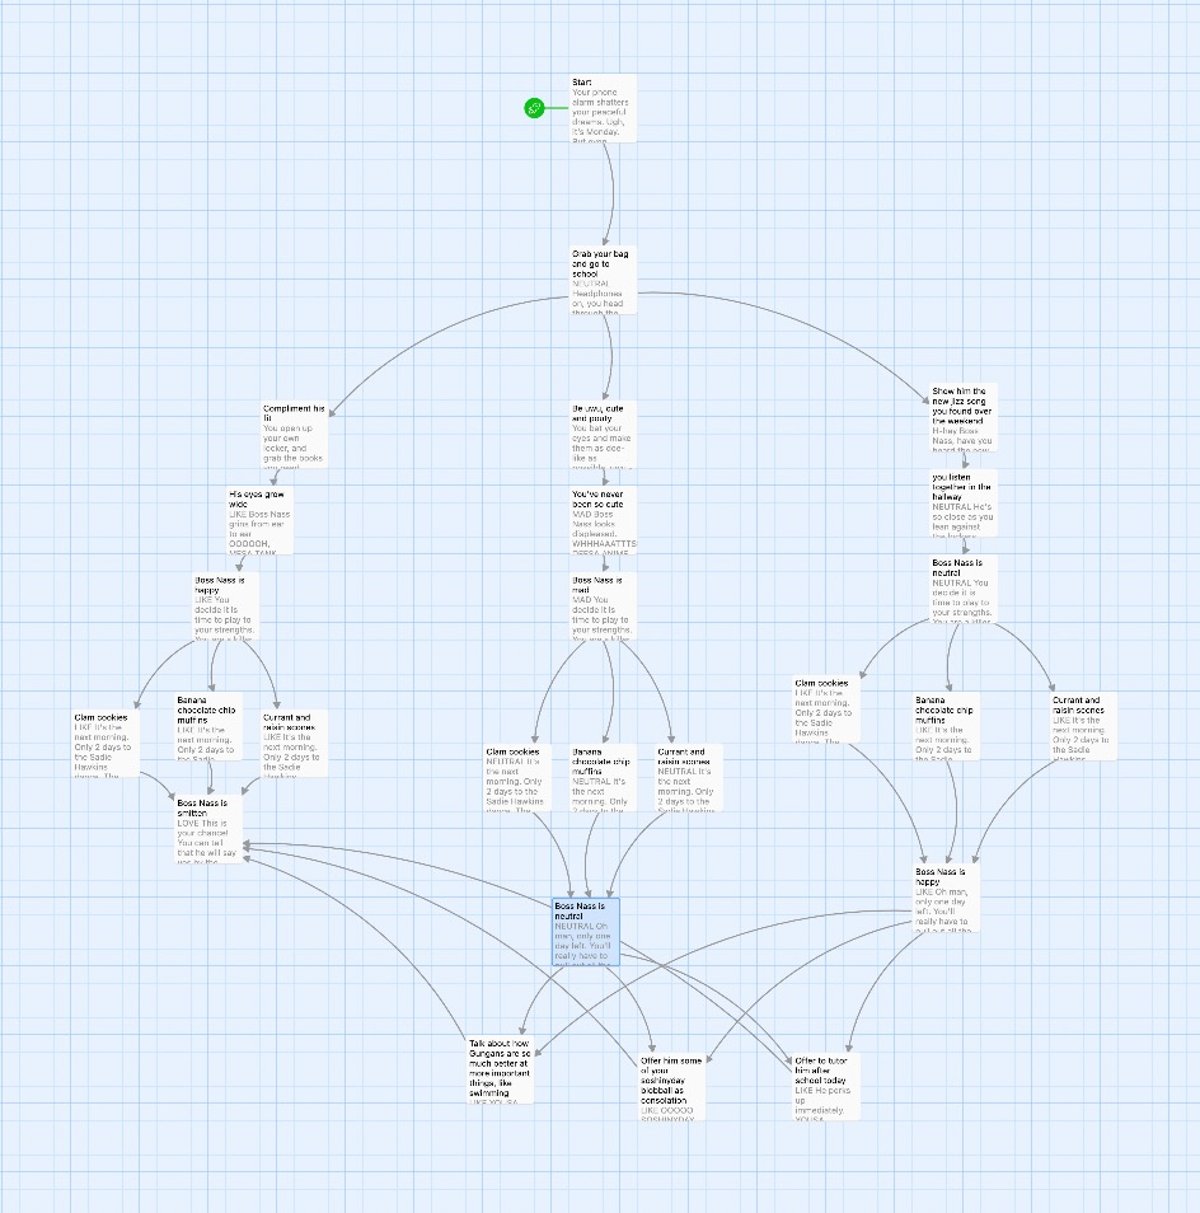 Start
Your phone
alarm shatters
your peaceful
dreams. Ugh,
it's Monday.
But even
Grab your bag
and go to
school
NEUTRAL
Headphones
on, you head
through the
Compliment his
fit
You open up
your own
locker, and
grab the books
you need
Be uwu, cute
and pouty
You bat your
eyes and make
them as doe-
like as
possible
Show him the
new jizz song
you found over
the weekend
H-hey Boss
Nass, have you
heard the new
His eyes grow
wide
LIKE Boss Nass
grins from ear
to ear
OOOOOH,
MESA TANK
You've never
been so cute
MAD Boss
Nass looks
displeased.
WHHHAAATTTS
DEESA ANIME
you listen
together in the
hallway
NEUTRAL He's
so close as you
lean against
the lockers
Boss Nass is
happy
LIKE You
decide it is
time to play to
your strengths.
You are a killer
Boss Nass is
mad
MAD You
decide it is
time to play to
your strengths.
You are a killer
Boss Nass is
neutral
NEUTRAL You
decide it is
time to play to
your strengths.
You are a killer
Clam cookies
LIKE It's the
next morning.
Only 2 days to
the Sadie
Hawkins
dance. The
Banana
chocolate chip
muffins
LIKE It's the
next morning.
Only 2 days to
the Sadie
Currant and
raisin scones
LIKE It's the
next morning.
Only 2 days to
the Sadie
Hawkins
Clam cookies
NEUTRAL It's
the next
morning. Only
2 days to the
Sadie Hawkins
dance. The
Banana
chocolate chip
muffins
NEUTRAL It's
the next
morning. Only
2 days to the
Currant and
raisin scones
NEUTRAL It's
the next
morning. Only
2 days to the
Sadie Hawkins
Clam cookies
LIKE It's the
next morning.
Only 2 days to
the Sadie
Hawkins
dance. The
Banana
chocolate chip
muffins
LIKE It's the
next morning.
Only 2 days to
the Sadie
Currant and
raisin scones
LIKE It's the
next morning.
Only 2 days to
the Sadie
Hawkins
Boss Nass is
smitten
LOVE This is
your chance!
You can tell
that he will say
yes by the
Boss Nass is
neutral
NEUTRAL Oh
man, only one
day left. You'll
really have to
pull out all the
Boss Nass is
happy
LIKE Oh man,
only one day
left. You'll
really have to
pull out all the
Talk about how
Gungans are so
much better at
more important
things, like
swimming
LIKE YOUSA
Offer him some
of your
soshinyday
blobball as
consolation
LIKE OOOOO
SOSHINYDAY
Offer to tutor
him after
school today
LIKE He perks
up
immediately.
YOUSA